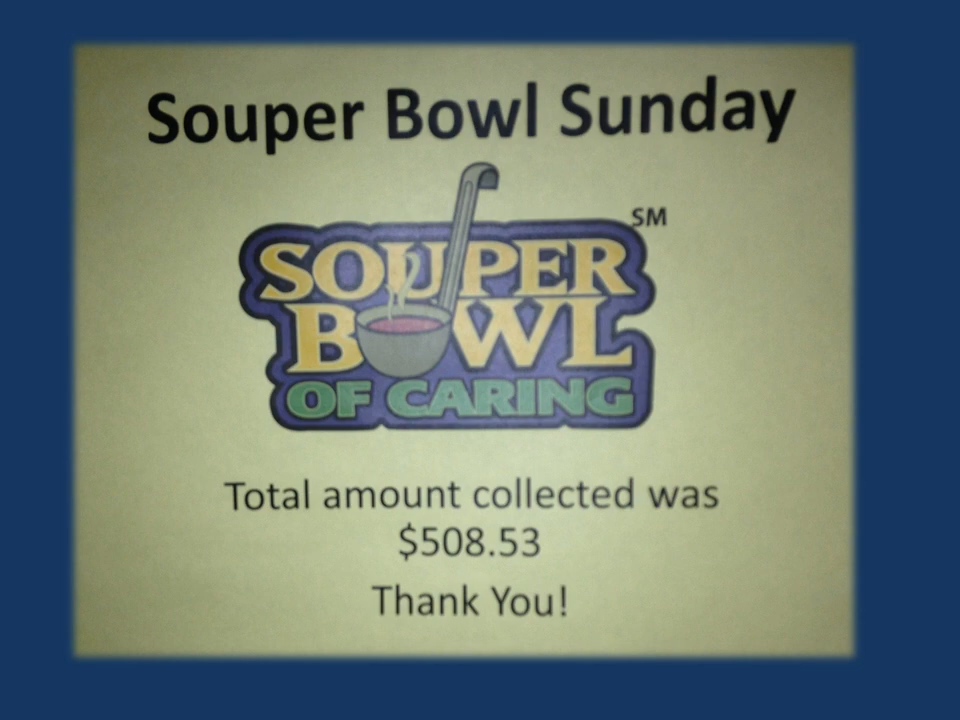 Souper Bowl Sunday
SM
SOUPER
BOWL
OF CARING
Total amount collected was
$508.53
Thank You!